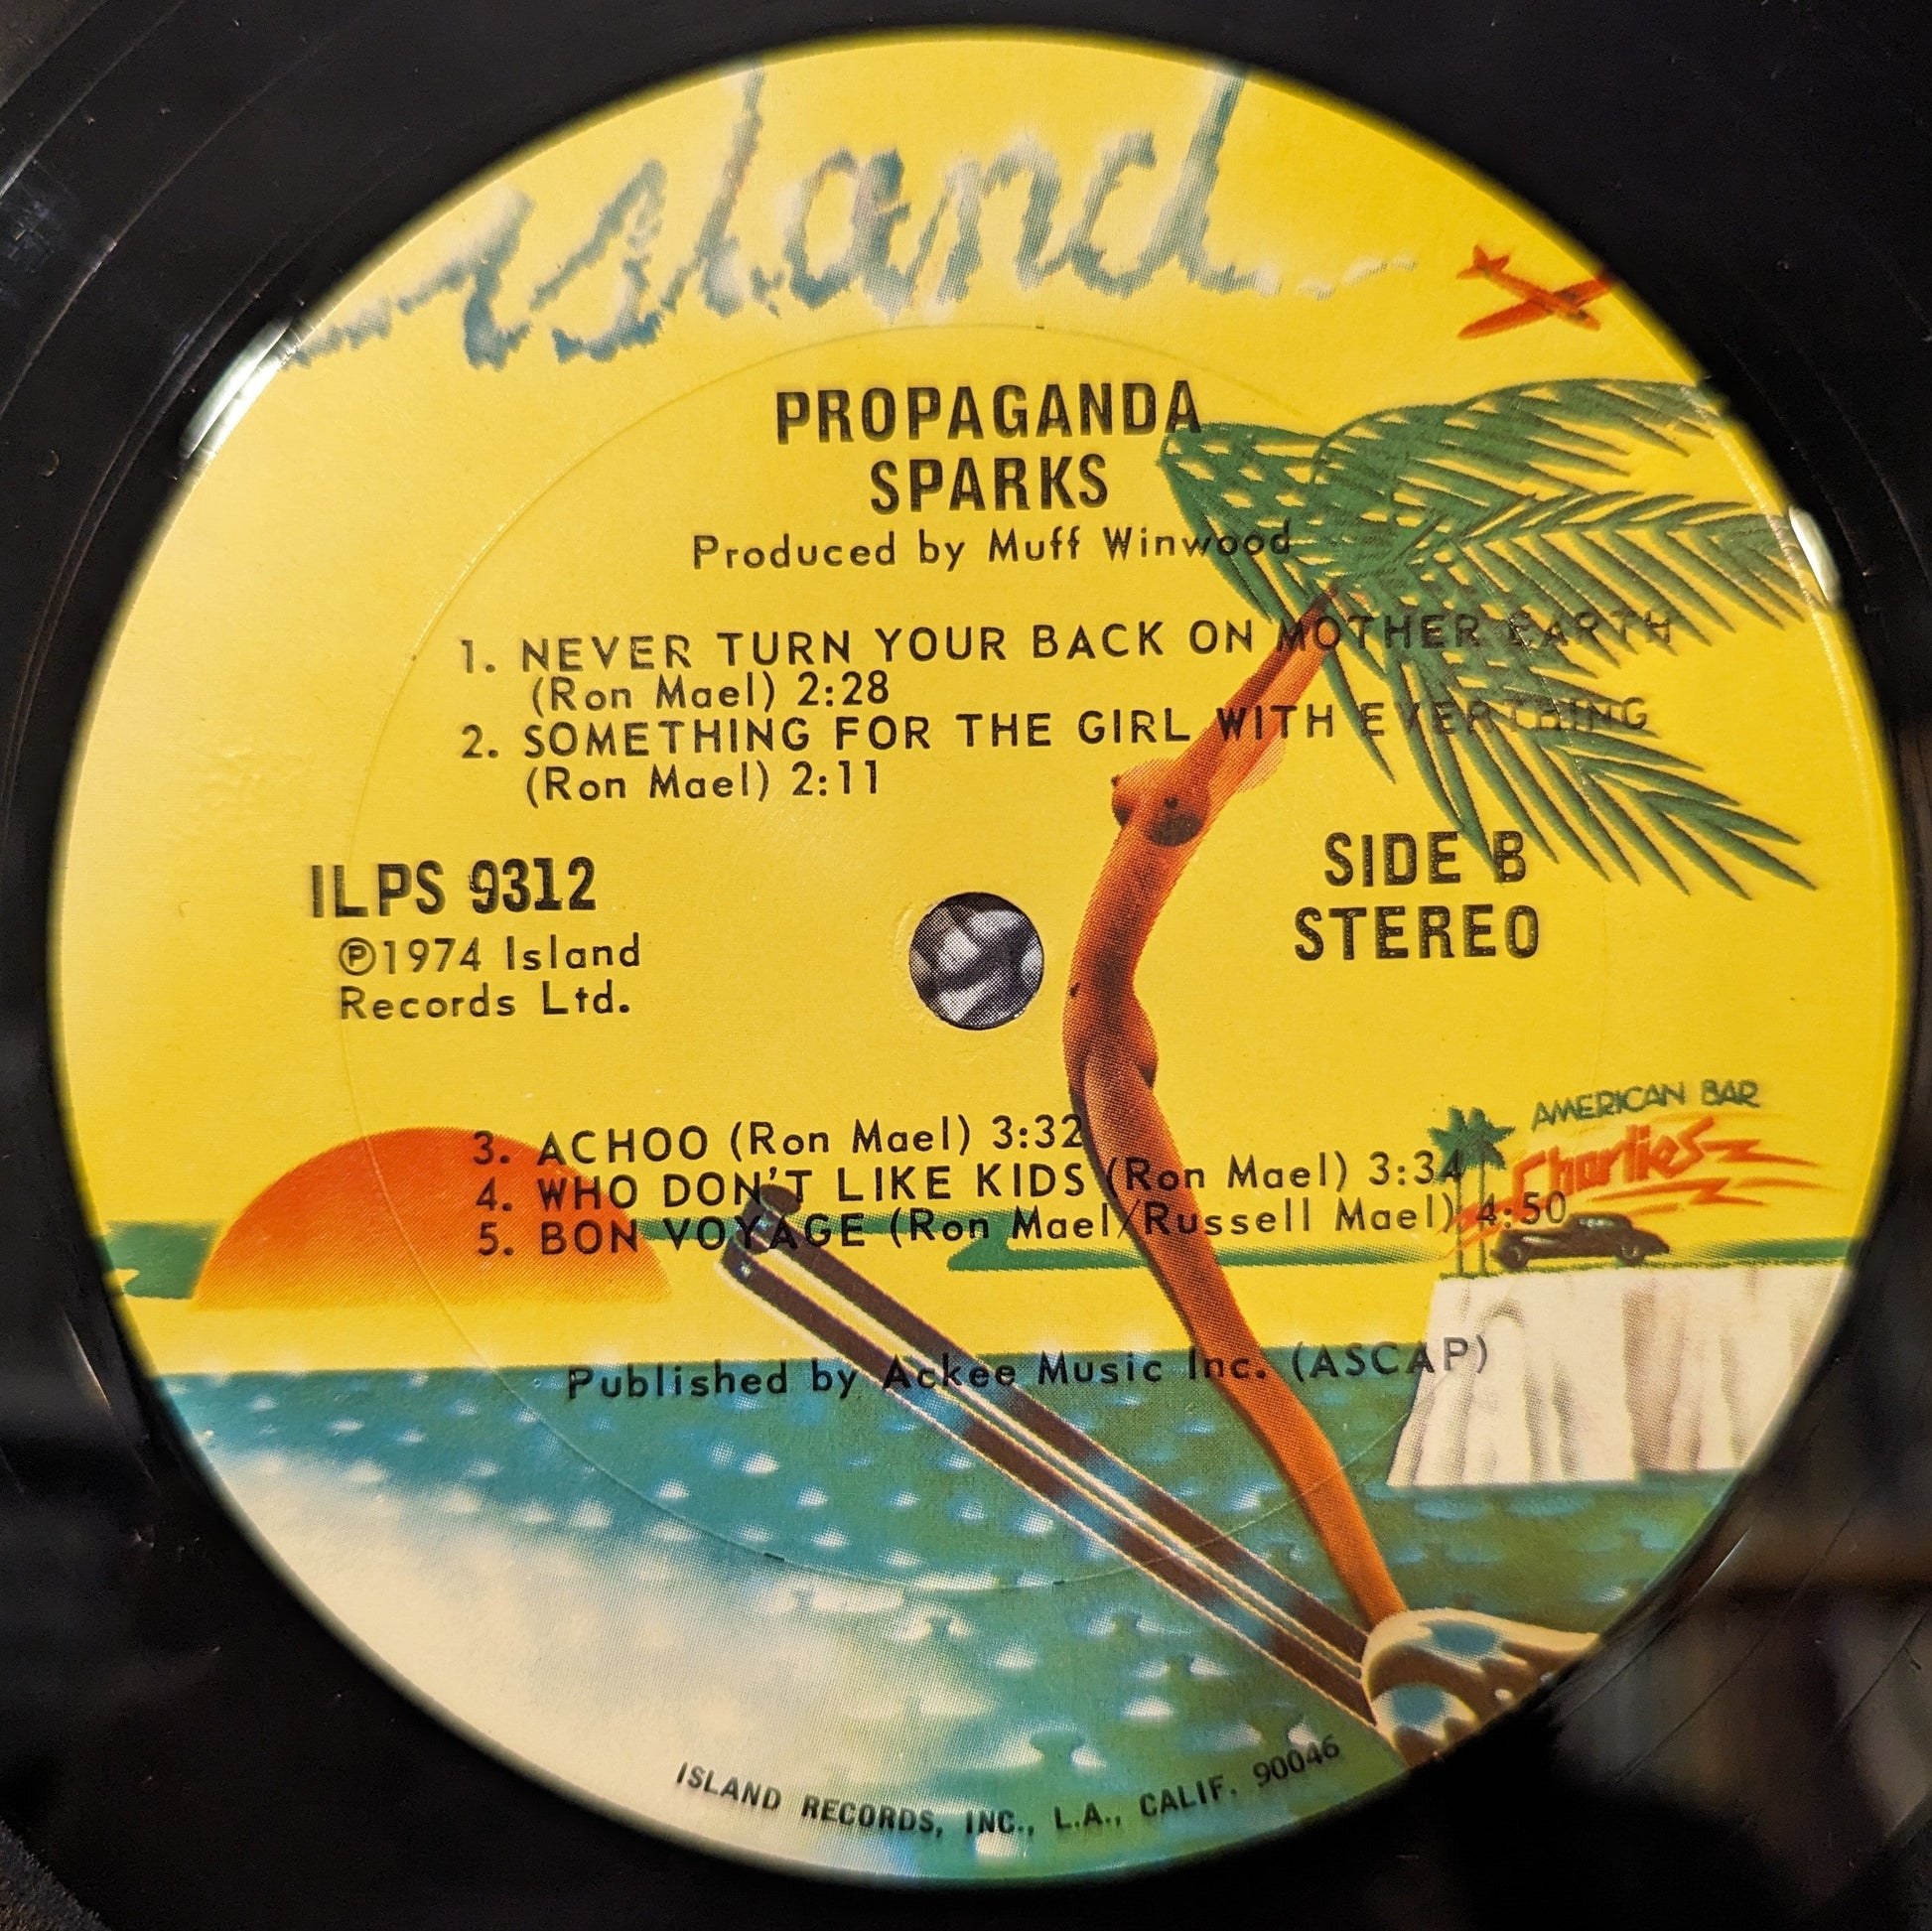 Island
PROPAGANDA
SPARKS
Produced by Muff Winwood
1. NEVER TURN YOUR BACK ON MOTHER EARTH
(Ron Mael) 2:28
2. SOMETHING FOR THE GIRL WITH EVERTHING
(Ron Mael) 2:11
ILPS 9312
℗1974 Island
Records Ltd.
SIDE B
STEREO
AMERICAN BAR
Charlies
3. ACHOO (Ron Mael) 3:32
4. WHO DON'T LIKE KIDS (Ron Mael) 3:34
5. BON VOYAGE (Ron Mael/Russell Mael) 4:50
Published by Ackee Music Inc. (ASCAP)
ISLAND RECORDS, INC., L.A., CALIF. 90046